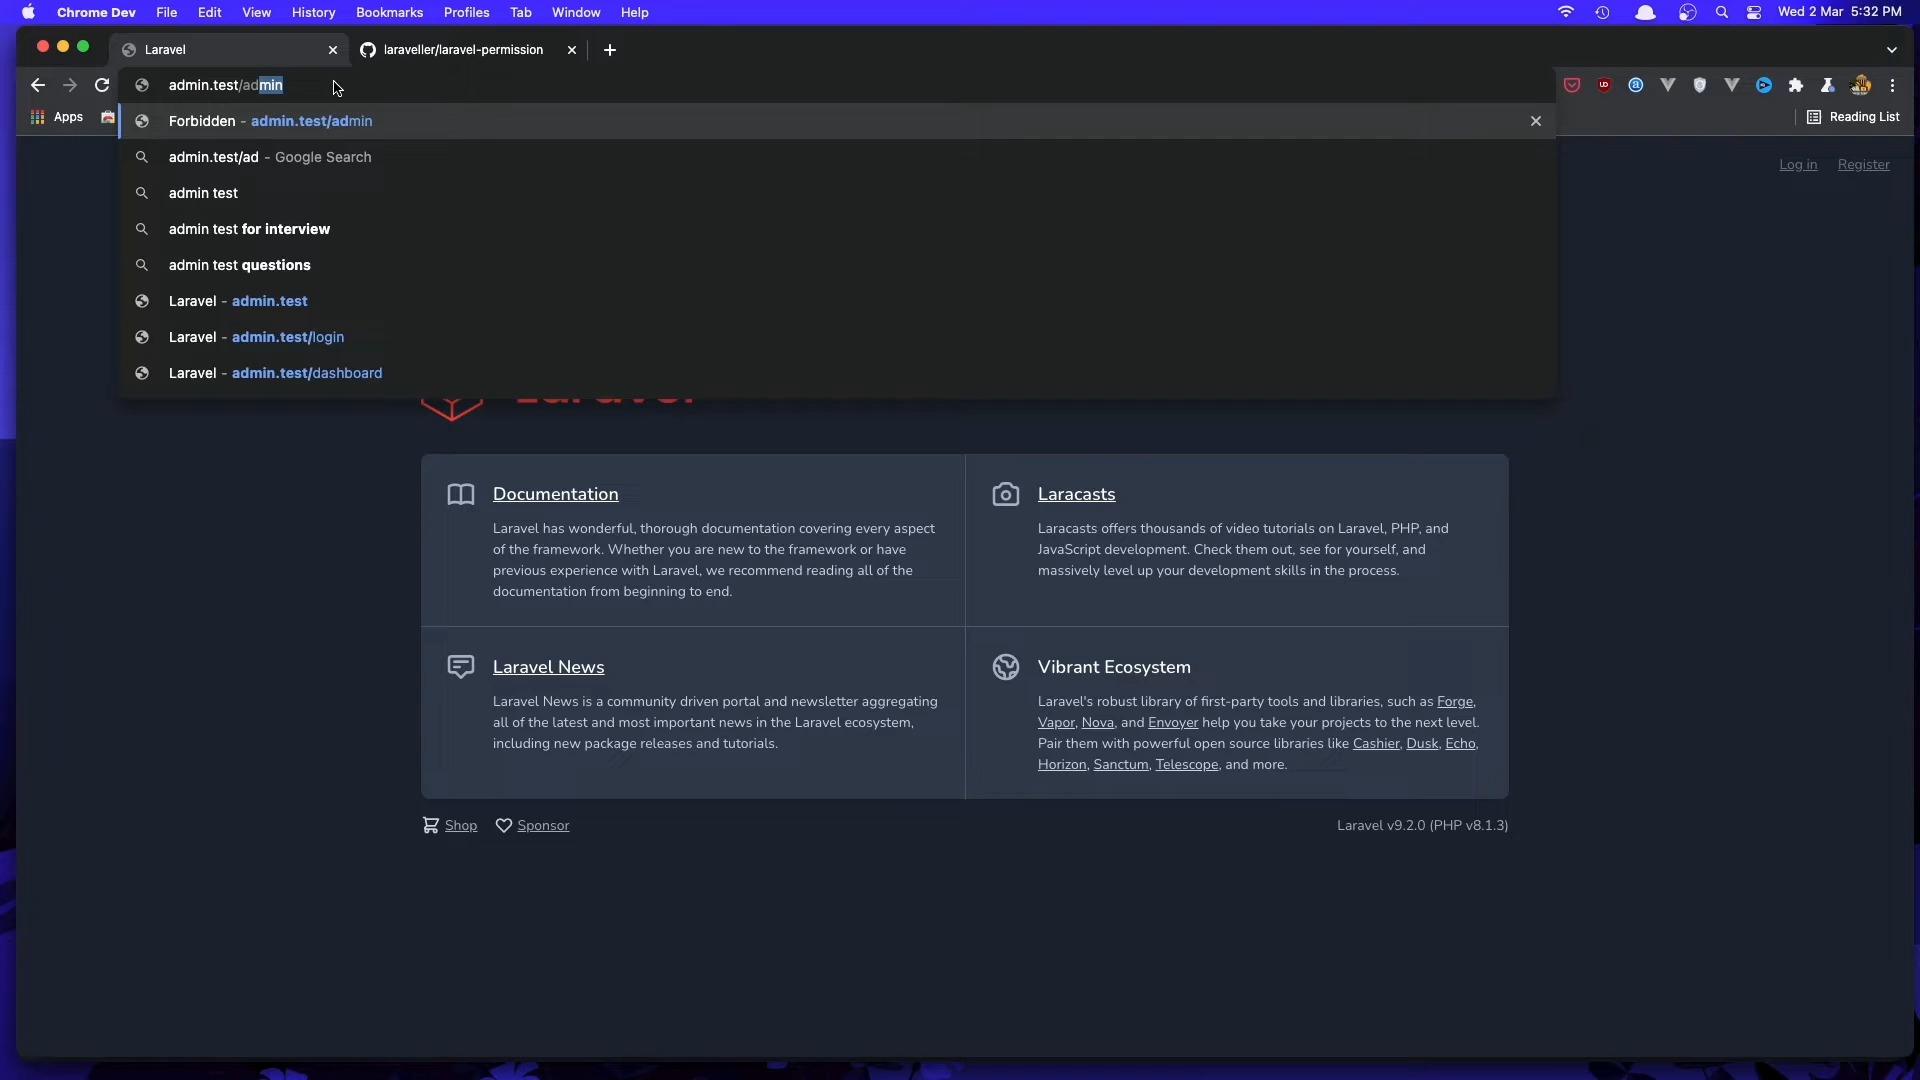 Chrome Dev File Edit View History Bookmarks Profiles Tab Window Help Wed 2 Mar 5:32 PM
Laravel laraveller/laravel-permission
admin.test/admin
Apps Reading List
Forbidden - admin.test/admin
admin.test/ad - Google Search
admin test
admin test for interview
admin test questions
Laravel - admin.test
Laravel - admin.test/login
Laravel - admin.test/dashboard
Log in Register
Laravel
Documentation
Laravel has wonderful, thorough documentation covering every aspect
of the framework. Whether you are new to the framework or have
previous experience with Laravel, we recommend reading all of the
documentation from beginning to end.
Laracasts
Laracasts offers thousands of video tutorials on Laravel, PHP, and
JavaScript development. Check them out, see for yourself, and
massively level up your development skills in the process.
Laravel News
Laravel News is a community driven portal and newsletter aggregating
all of the latest and most important news in the Laravel ecosystem,
including new package releases and tutorials.
Vibrant Ecosystem
Laravel's robust library of first-party tools and libraries, such as Forge,
Vapor, Nova, and Envoyer help you take your projects to the next level.
Pair them with powerful open source libraries like Cashier, Dusk, Echo,
Horizon, Sanctum, Telescope, and more.
Shop Sponsor
Laravel v9.2.0 (PHP v8.1.3)